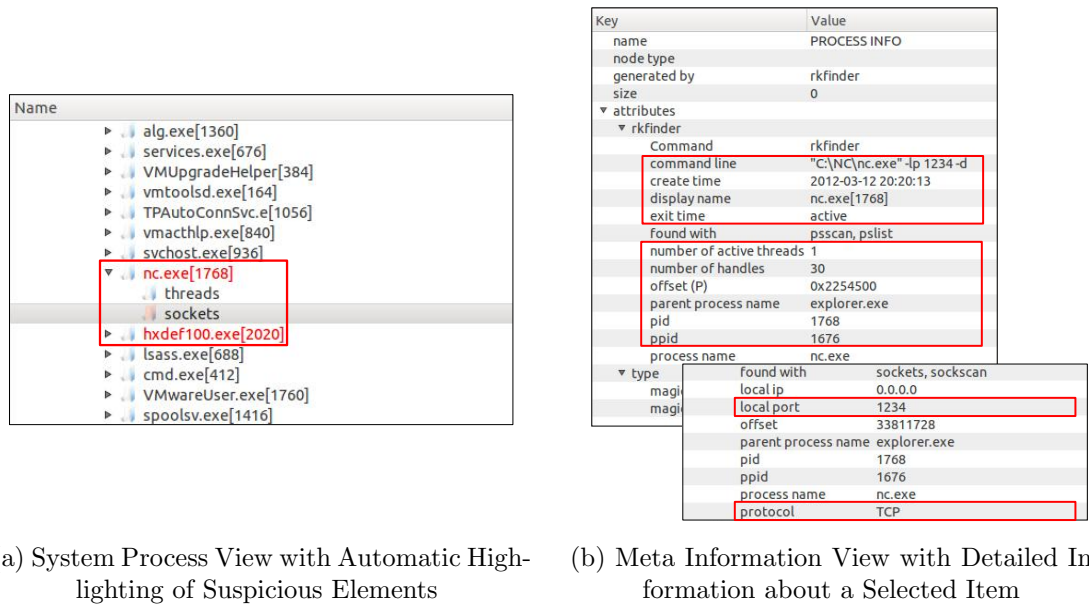 Name
alg.exe[1360]
services.exe[676]
VMUpgradeHelper[384]
vmtoolsd.exe[164]
TPAutoConnSvc.e[1056]
vmacthlp.exe[840]
svchost.exe[936]
nc.exe[1768]
threads
sockets
hxdef100.exe[2020]
lsass.exe[688]
cmd.exe[412]
VMwareUser.exe[1760]
spoolsv.exe[1416]
Key Value
name PROCESS INFO
node type
generated by rkfinder
size 0
attributes
rkfinder
Command rkfinder
command line "C:\NC\nc.exe" -lp 1234 -d
create time 2012-03-12 20:20:13
display name nc.exe[1768]
exit time active
found with psscan, pslist
number of active threads 1
number of handles 30
offset (P) 0x2254500
parent process name explorer.exe
pid 1768
ppid 1676
process name nc.exe
type
magi
magi
found with sockets, sockscan
local ip 0.0.0.0
local port 1234
offset 33811728
parent process name explorer.exe
pid 1768
ppid 1676
process name nc.exe
protocol TCP
a) System Process View with Automatic High-
lighting of Suspicious Elements
(b) Meta Information View with Detailed In
formation about a Selected Item